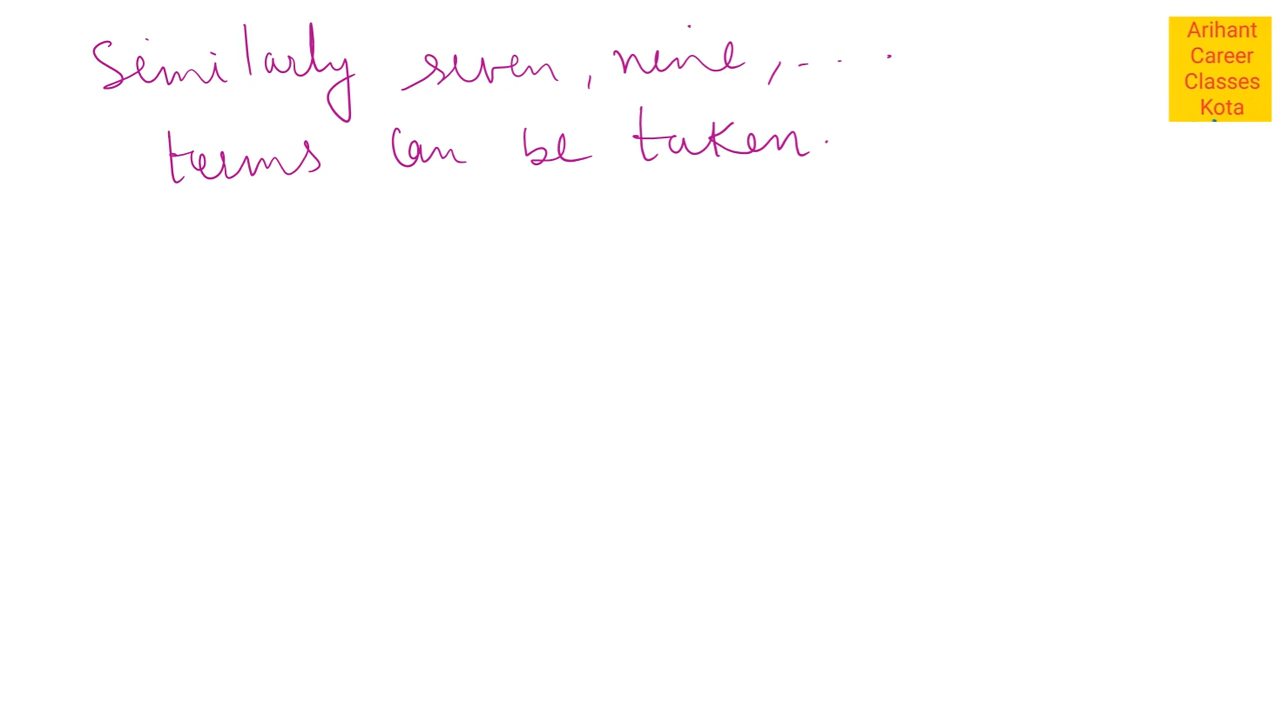 Similarly seven, nine, ....
terms can be taken.
Arihant
Career
Classes
Kota